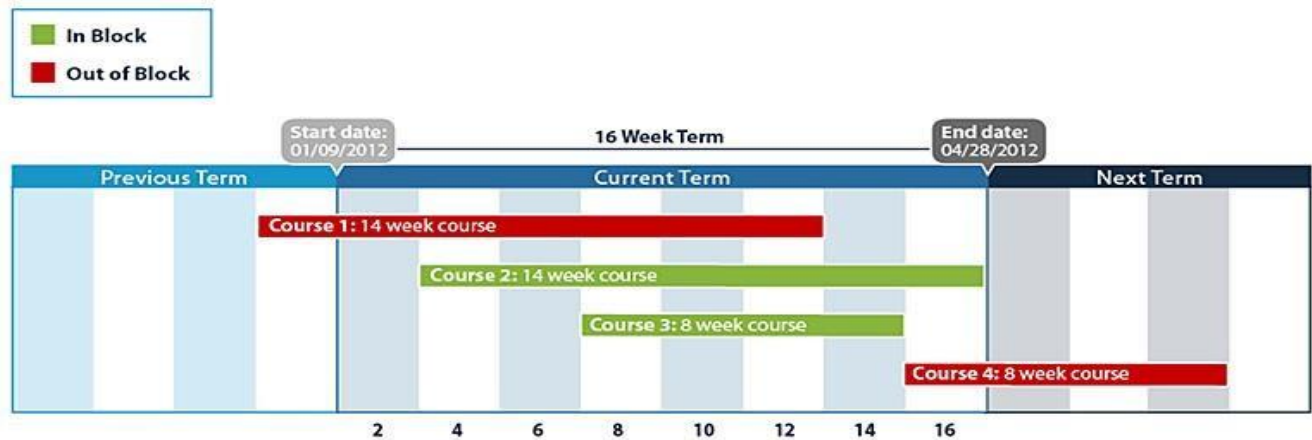 In Block
Out of Block
Start date:
01/09/2012
16 Week Term
End date:
04/28/2012
Previous Term
Current Term
Next Term
Course 1: 14 week course
Course 2: 14 week course
Course 3: 8 week course
Course 4: 8 week course
2 4 6 8 10 12 14 16